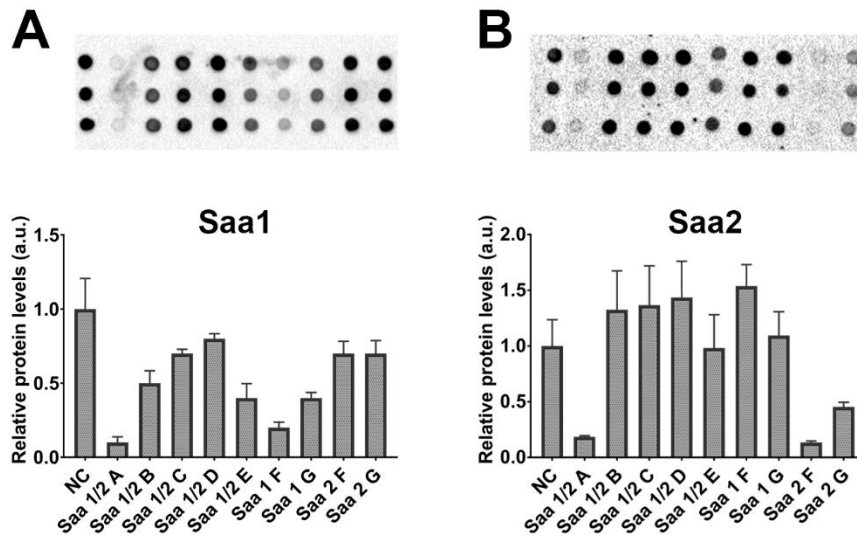 A
B
Saa1
Relative protein levels (a.u.)
1.5
1.0
0.5
0.0
NC
Saa 1/2 A
Saa 1/2 B
Saa 1/2 C
Saa 1/2 D
Saa 1/2 E
Saa 1 F
Saa 1 G
Saa 2 F
Saa 2 G
Saa2
Relative protein levels (a.u.)
2.0
1.5
1.0
0.5
0.0
NC
Saa 1/2 A
Saa 1/2 B
Saa 1/2 C
Saa 1/2 D
Saa 1/2 E
Saa 1 F
Saa 1 G
Saa 2 F
Saa 2 G